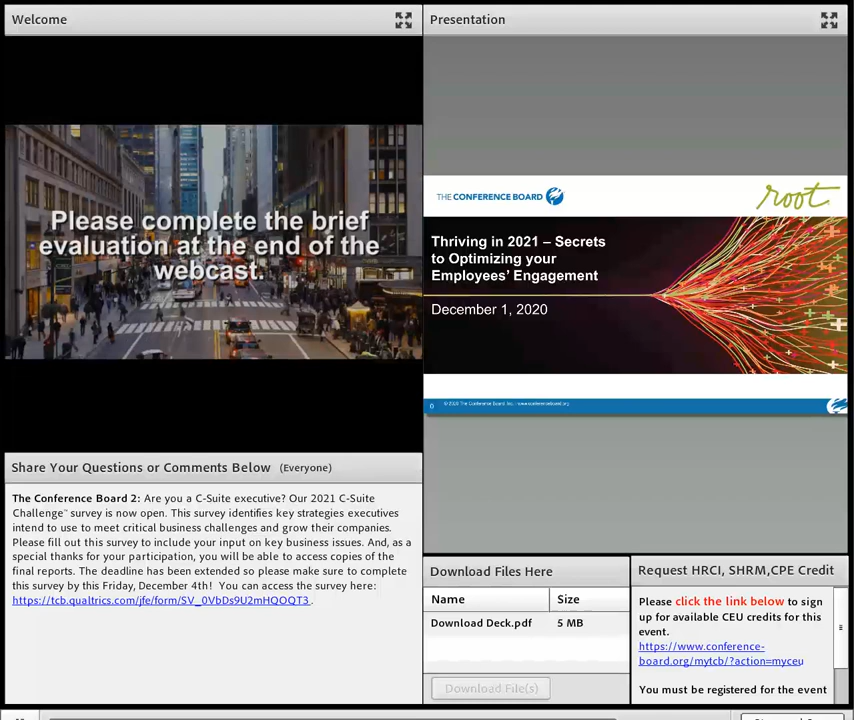 Welcome
Please complete the brief
evaluation at the end of the
webcast.
Share Your Questions or Comments Below (Everyone)
The Conference Board 2: Are you a C-Suite executive? Our 2021 C-Suite
Challenge™ survey is now open. This survey identifies key strategies executives
intend to use to meet critical business challenges and grow their companies.
Please fill out this survey to include your input on key business issues. And, as a
special thanks for your participation, you will be able to access copies of the
final reports. The deadline has been extended so please make sure to complete
this survey by this Friday, December 4th! You can access the survey here:
https://tcb.qualtrics.com/jfe/form/SV_0VbDs9U2mHQOQT3.
Presentation
THE CONFERENCE BOARD
root
Thriving in 2021 – Secrets
to Optimizing your
Employees' Engagement
December 1, 2020
0 © 2020 The Conference Board, Inc. | www.conferenceboard.org
Download Files Here
Name Size
Download Deck.pdf 5 MB
Download File(s)
Request HRCI, SHRM,CPE Credit
Please click the link below to sign
up for available CEU credits for this
event.
https://www.conference-
board.org/mytcb/?action=myceu
You must be registered for the event